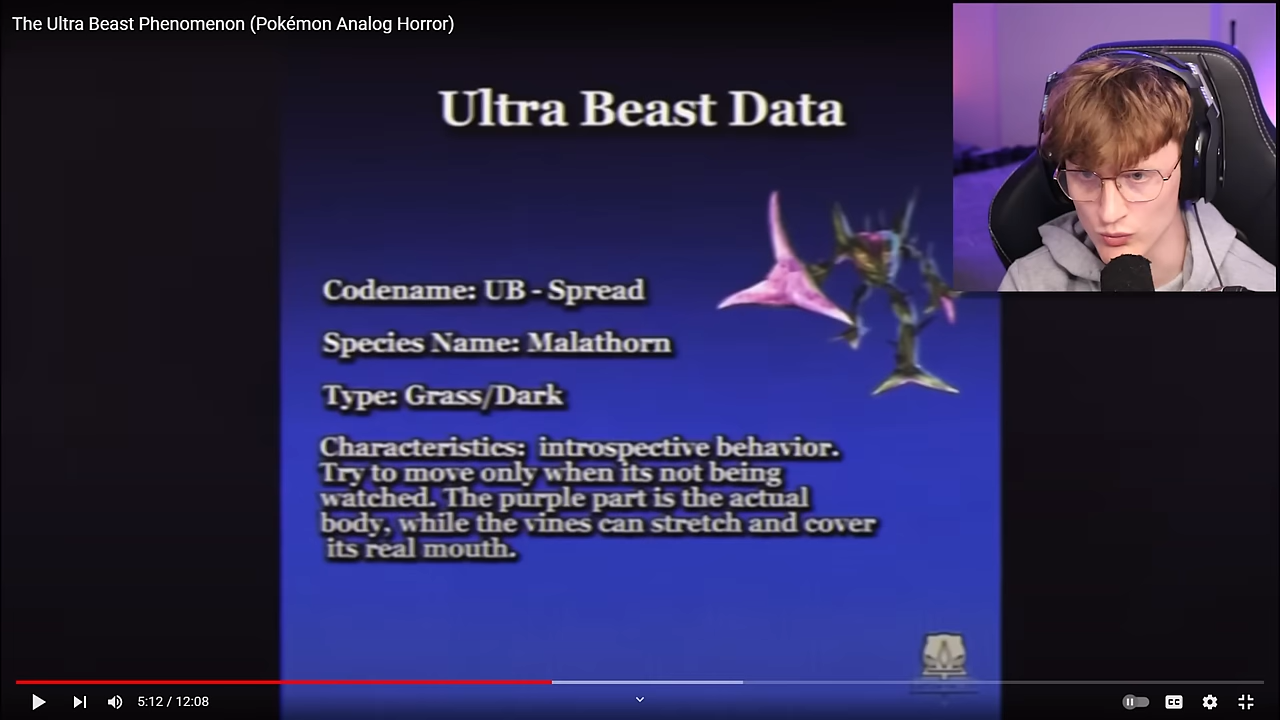 The Ultra Beast Phenomenon (Pokémon Analog Horror)
Ultra Beast Data
Codename: UB - Spread
Species Name: Malathorn
Type: Grass/Dark
Characteristics: introspective behavior.
Try to move only when its not being
watched. The purple part is the actual
body, while the vines can stretch and cover
its real mouth.
5:12 / 12:08
CC